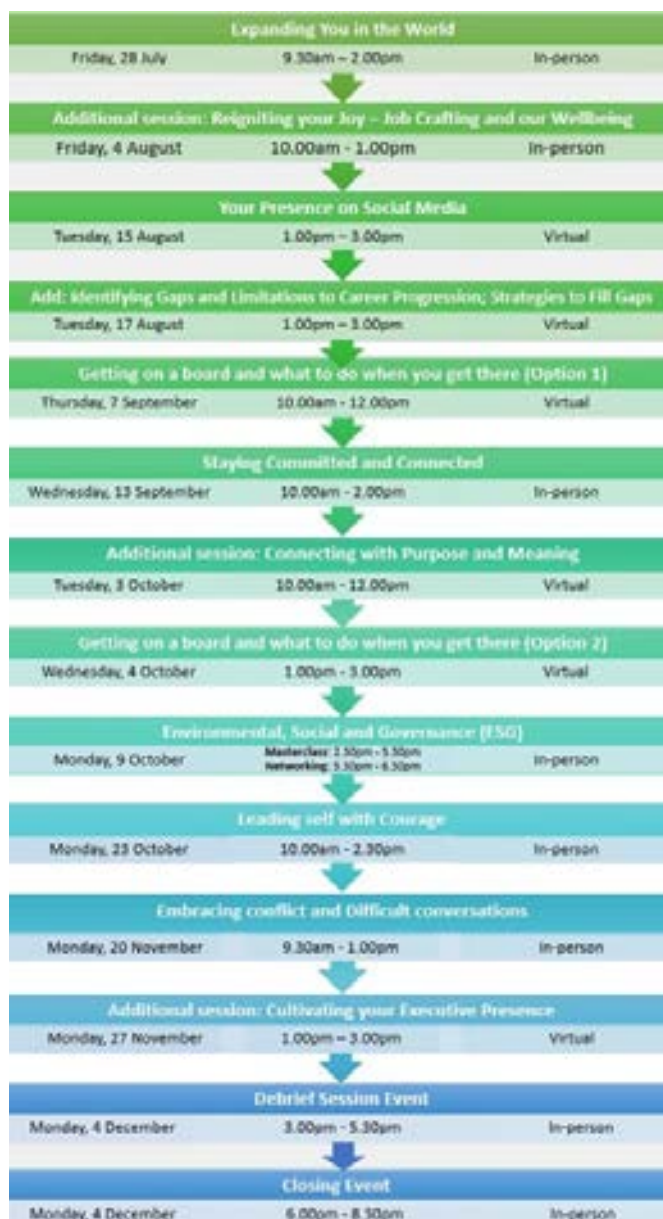 Expanding You in the World
Friday, 28 July 9.30am – 2.00pm In-person
Additional session: Reigniting your Joy – Job Crafting and our Wellbeing
Friday, 4 August 10.00am - 1.00pm In-person
Your Presence on Social Media
Tuesday, 15 August 1.00pm – 3.00pm Virtual
Add: Identifying Gaps and Limitations to Career Progression; Strategies to Fill Gaps
Tuesday, 17 August 1.00pm – 3.00pm Virtual
Getting on a board and what to do when you get there (Option 1)
Thursday, 7 September 10.00am - 12.00pm Virtual
Staying Committed and Connected
Wednesday, 13 September 10.00am - 2.00pm In-person
Additional session: Connecting with Purpose and Meaning
Tuesday, 3 October 10.00am - 12.00pm Virtual
Getting on a board and what to do when you get there (Option 2)
Wednesday, 4 October 1.00pm - 3.00pm Virtual
Environmental, Social and Governance (ESG)
Masterclass: 2.30pm - 5.30pm
Monday, 9 October In-person
Networking: 5.30pm - 6.30pm
Leading self with Courage
Monday, 23 October 10.00am - 2.30pm In-person
Embracing conflict and Difficult conversations
Monday, 20 November 9.30am - 1.00pm In-person
Additional session: Cultivating your Executive Presence
Monday, 27 November 1.00pm – 3.00pm Virtual
Debrief Session Event
Monday, 4 December 3.00pm - 5.30pm In-person
Closing Event
Monday, 4 December 6.00pm - 8.30pm In-person